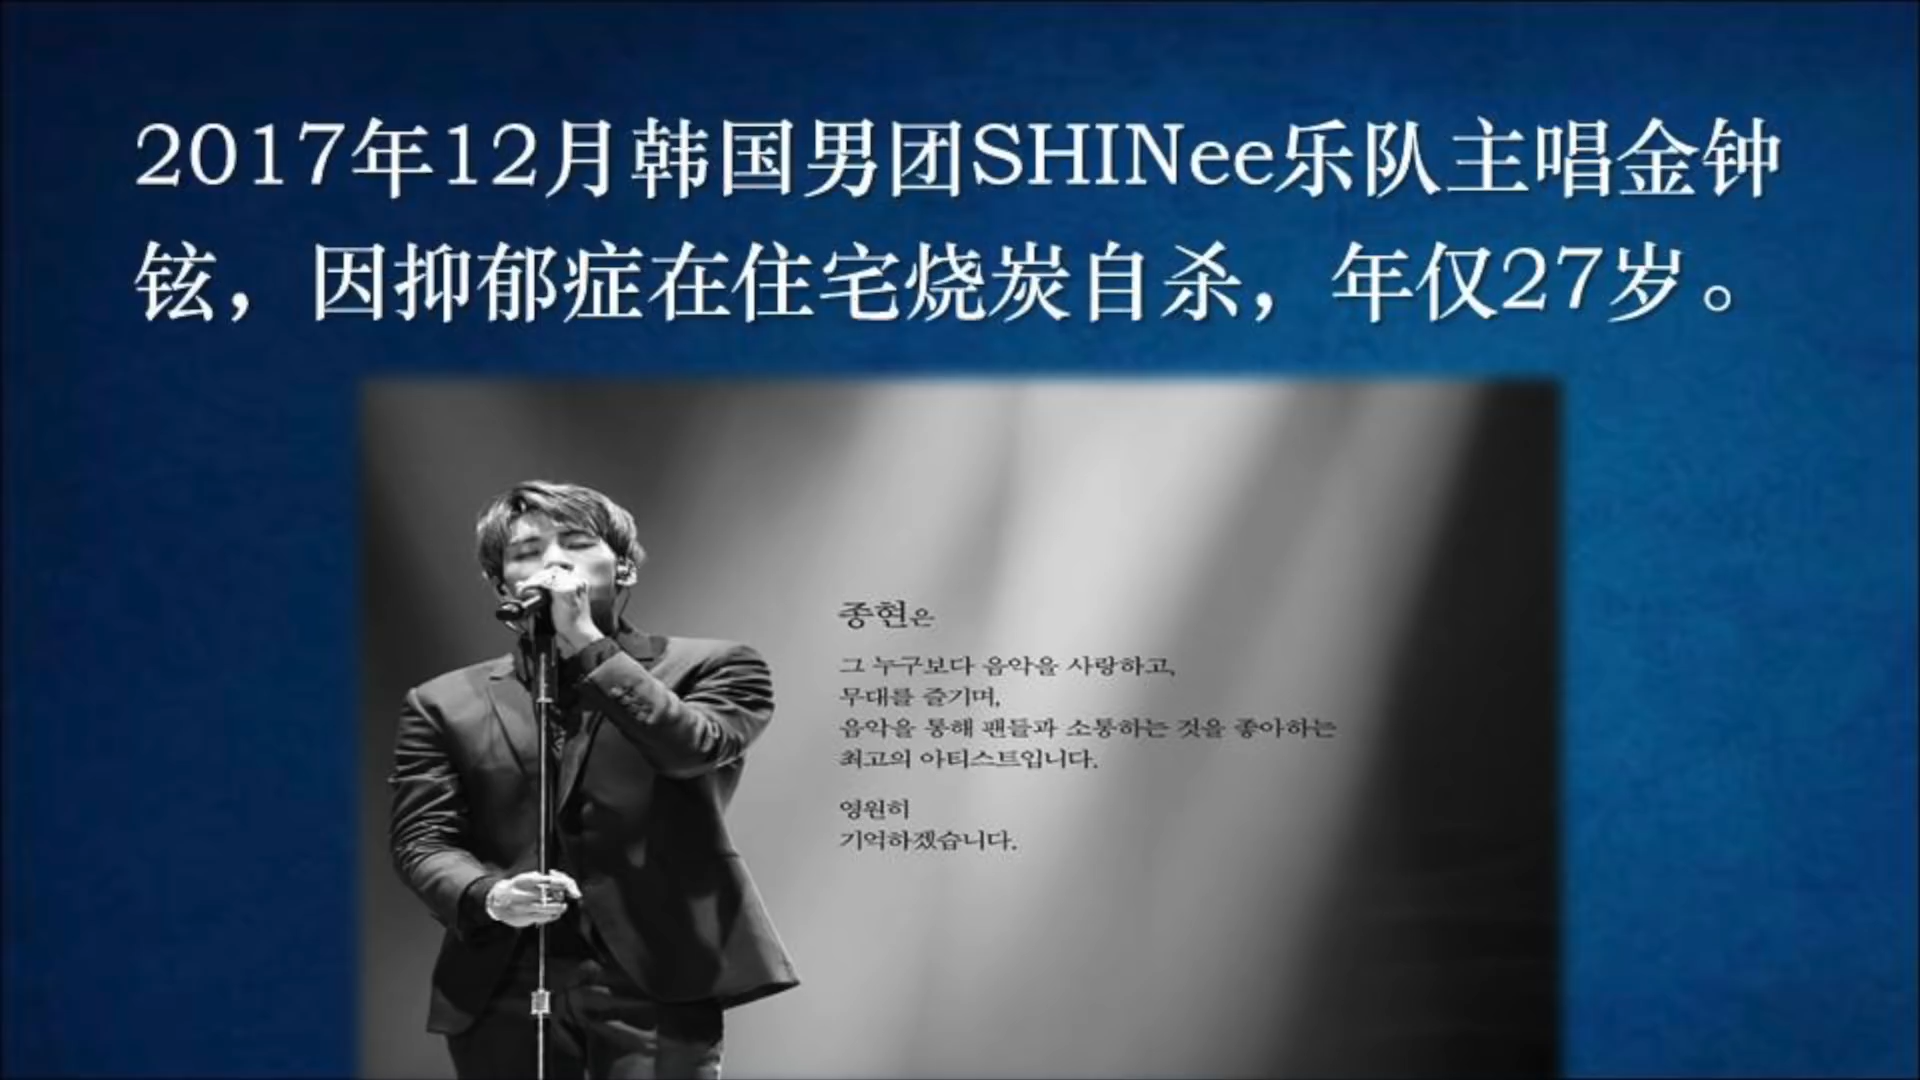 2017年12月韩国男团SHINee乐队主唱金钟
铉，因抑郁症在住宅烧炭自杀，年仅27岁。
종현은
그 누구보다 음악을 사랑하고,
무대를 즐기며,
음악을 통해 팬들과 소통하는 것을 좋아하는
최고의 아티스트입니다.
영원히
기억하겠습니다.